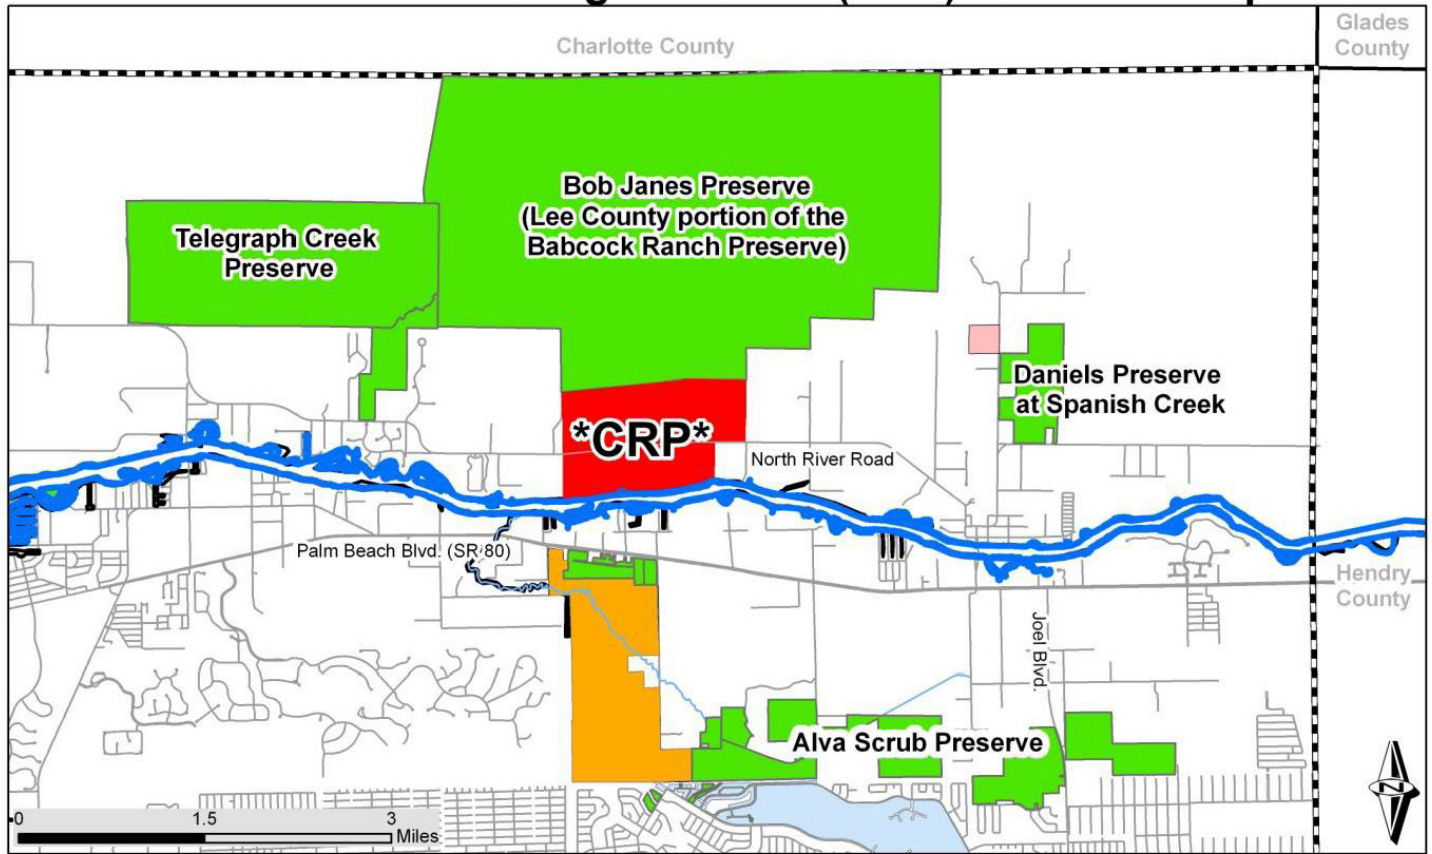 Charlotte County
Glades
County
Bob Janes Preserve
(Lee County portion of the
Babcock Ranch Preserve)
Telegraph Creek
Preserve
Daniels Preserve
at Spanish Creek
*CRP*
North River Road
Palm Beach Blvd. (SR 80)
Hendry
County
Joel Blvd.
Alva Scrub Preserve
0 1.5 3
Miles
N